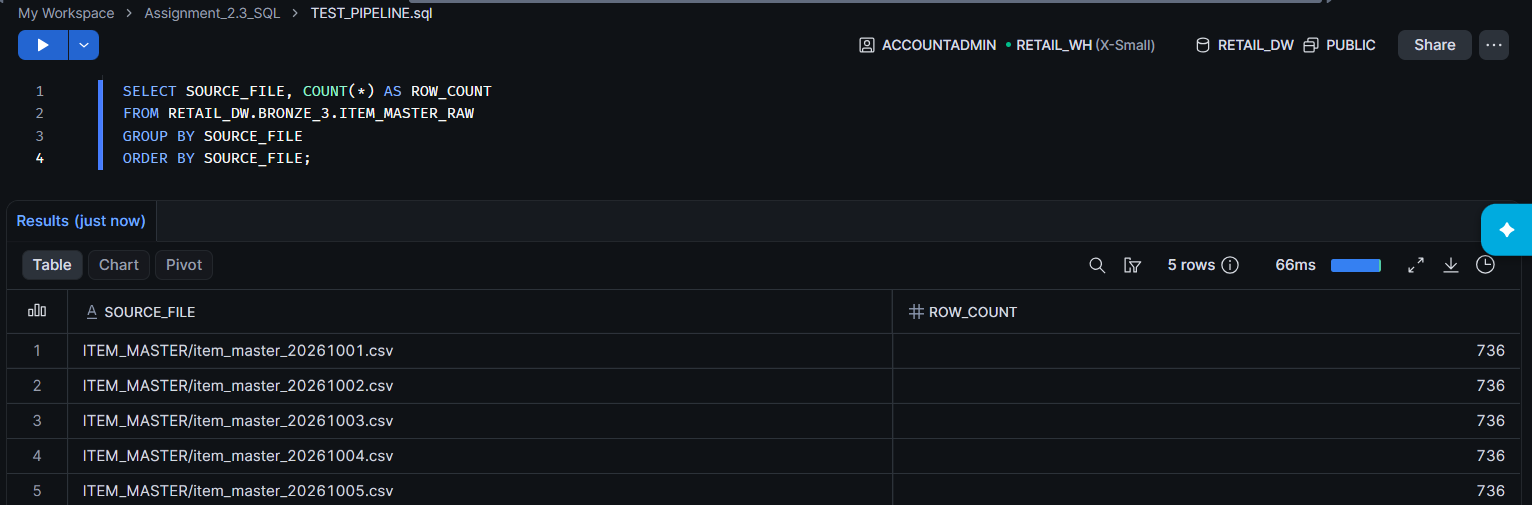 My Workspace > Assignment_2.3_SQL > TEST_PIPELINE.sql
ACCOUNTADMIN • RETAIL_WH (X-Small) RETAIL_DW PUBLIC Share ...
1 SELECT SOURCE_FILE, COUNT(*) AS ROW_COUNT
2 FROM RETAIL_DW.BRONZE_3.ITEM_MASTER_RAW
3 GROUP BY SOURCE_FILE
4 ORDER BY SOURCE_FILE;
Results (just now)
Table Chart Pivot 5 rows 66ms
A SOURCE_FILE # ROW_COUNT
1 ITEM_MASTER/item_master_20261001.csv 736
2 ITEM_MASTER/item_master_20261002.csv 736
3 ITEM_MASTER/item_master_20261003.csv 736
4 ITEM_MASTER/item_master_20261004.csv 736
5 ITEM_MASTER/item_master_20261005.csv 736